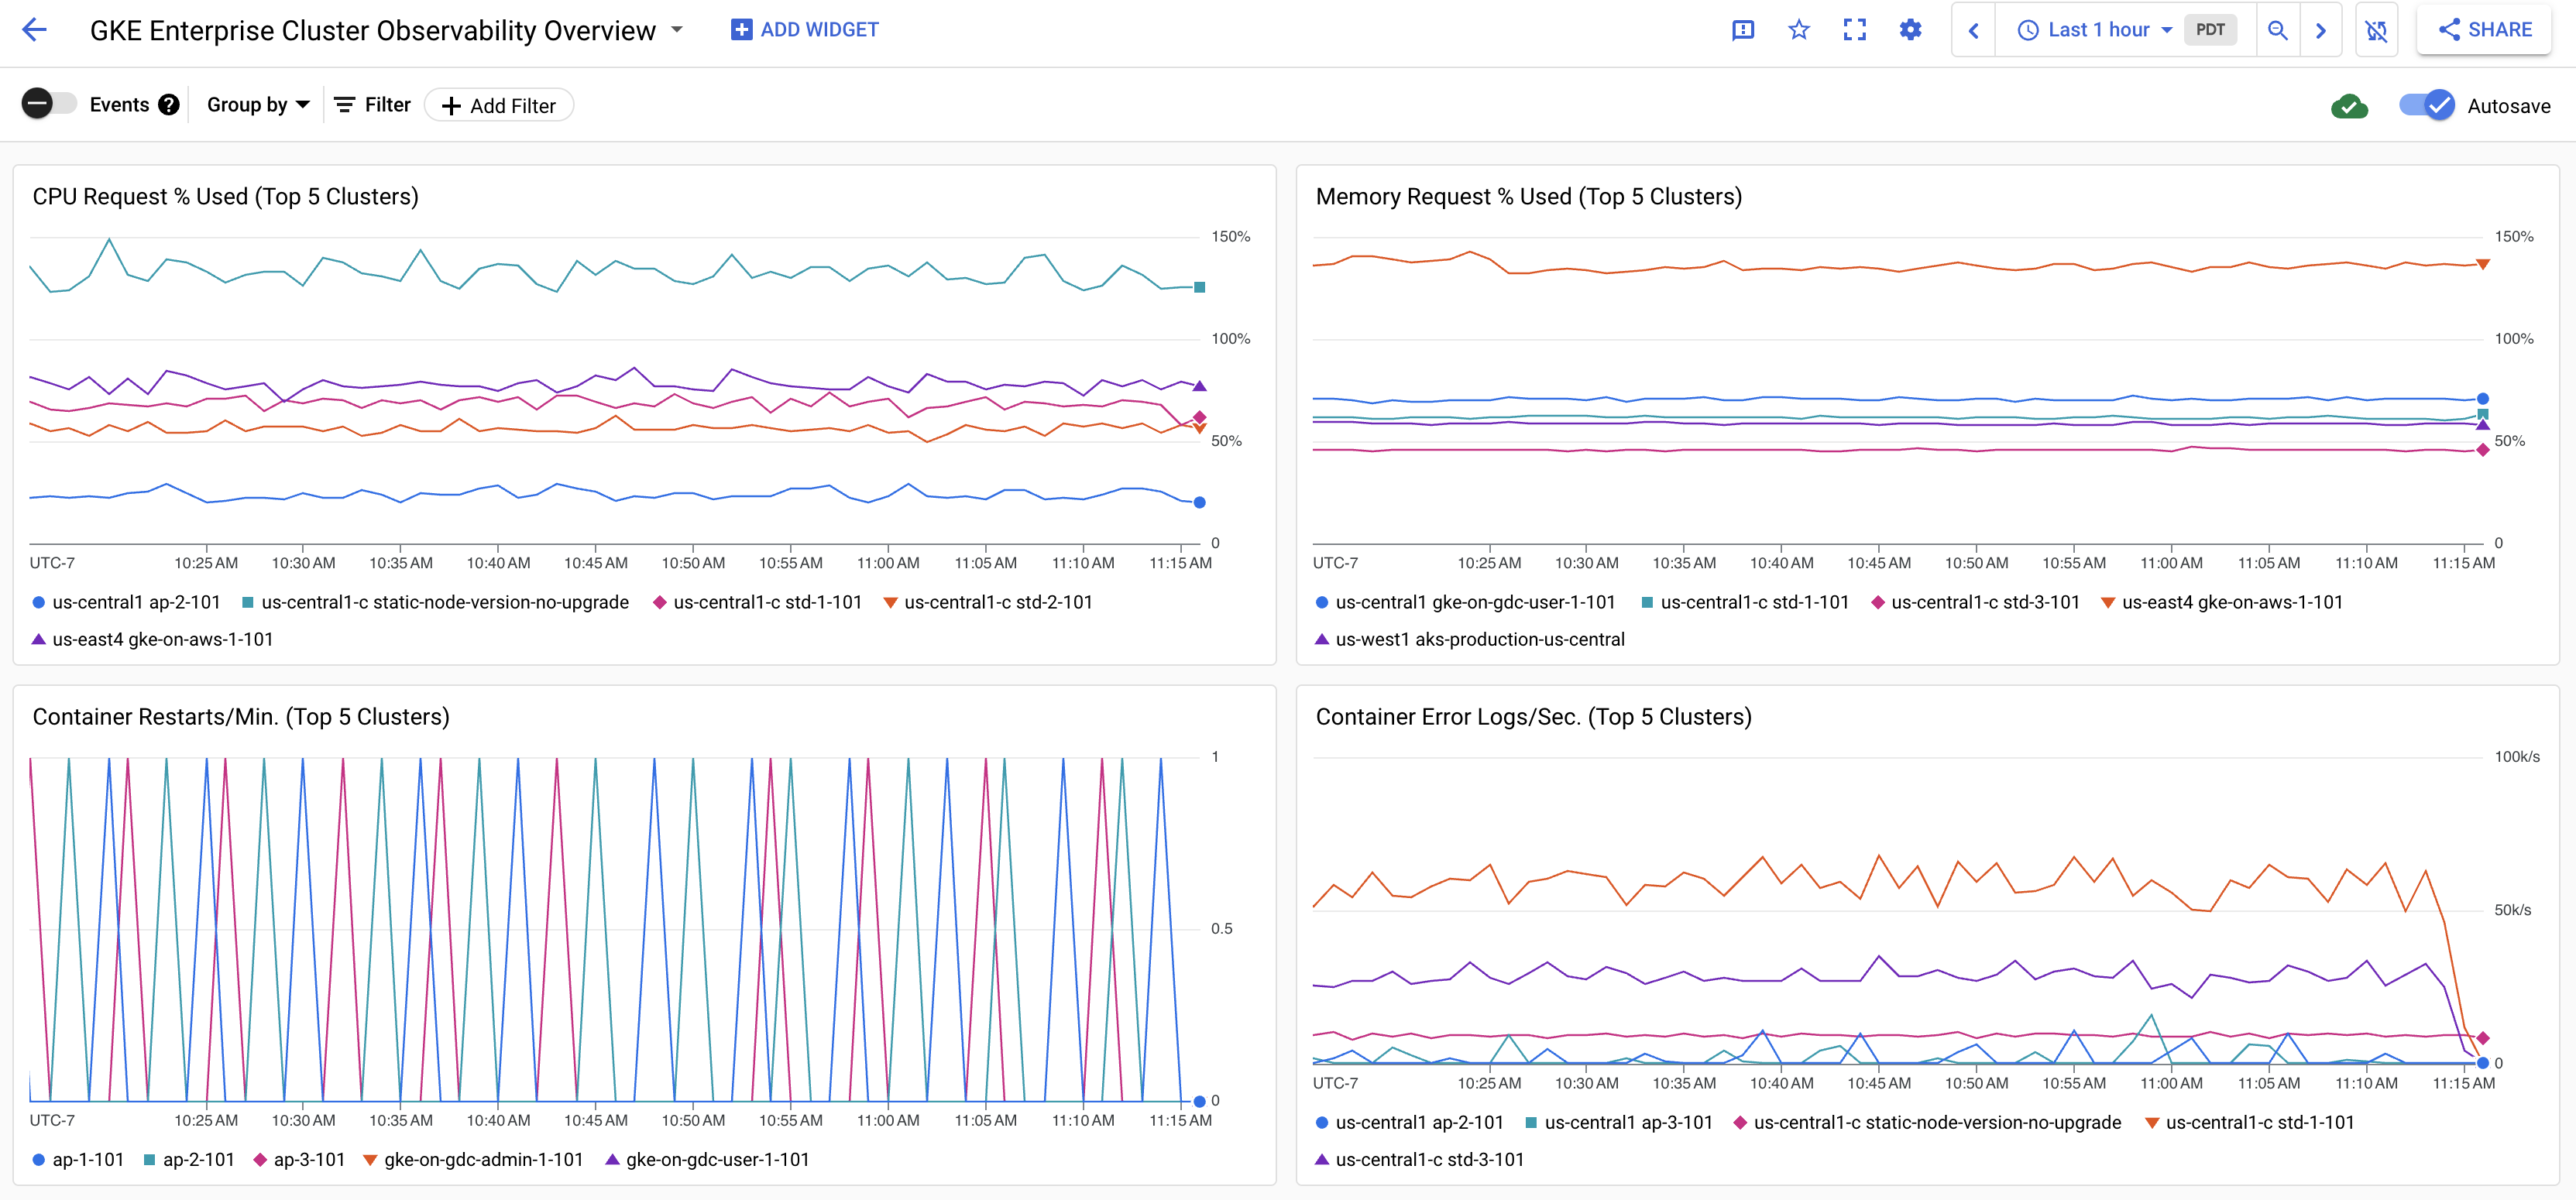 GKE Enterprise Cluster Observability Overview ADD WIDGET Last 1 hour PDT SHARE
Events Group by Filter Add Filter Autosave
CPU Request % Used (Top 5 Clusters)
150%
100%
50%
0
UTC-7 10:25 AM 10:30 AM 10:35 AM 10:40 AM 10:45 AM 10:50 AM 10:55 AM 11:00 AM 11:05 AM 11:10 AM 11:15 AM
us-central1 ap-2-101 us-central1-c static-node-version-no-upgrade us-central1-c std-1-101 us-central1-c std-2-101
us-east4 gke-on-aws-1-101
Memory Request % Used (Top 5 Clusters)
150%
100%
50%
0
UTC-7 10:25 AM 10:30 AM 10:35 AM 10:40 AM 10:45 AM 10:50 AM 10:55 AM 11:00 AM 11:05 AM 11:10 AM 11:15 AM
us-central1 gke-on-gdc-user-1-101 us-central1-c std-1-101 us-central1-c std-3-101 us-east4 gke-on-aws-1-101
us-west1 aks-production-us-central
Container Restarts/Min. (Top 5 Clusters)
1
0.5
0
UTC-7 10:25 AM 10:30 AM 10:35 AM 10:40 AM 10:45 AM 10:50 AM 10:55 AM 11:00 AM 11:05 AM 11:10 AM 11:15 AM
ap-1-101 ap-2-101 ap-3-101 gke-on-gdc-admin-1-101 gke-on-gdc-user-1-101
Container Error Logs/Sec. (Top 5 Clusters)
100k/s
50k/s
0
UTC-7 10:25 AM 10:30 AM 10:35 AM 10:40 AM 10:45 AM 10:50 AM 10:55 AM 11:00 AM 11:05 AM 11:10 AM 11:15 AM
us-central1 ap-2-101 us-central1 ap-3-101 us-central1-c static-node-version-no-upgrade us-central1-c std-1-101
us-central1-c std-3-101